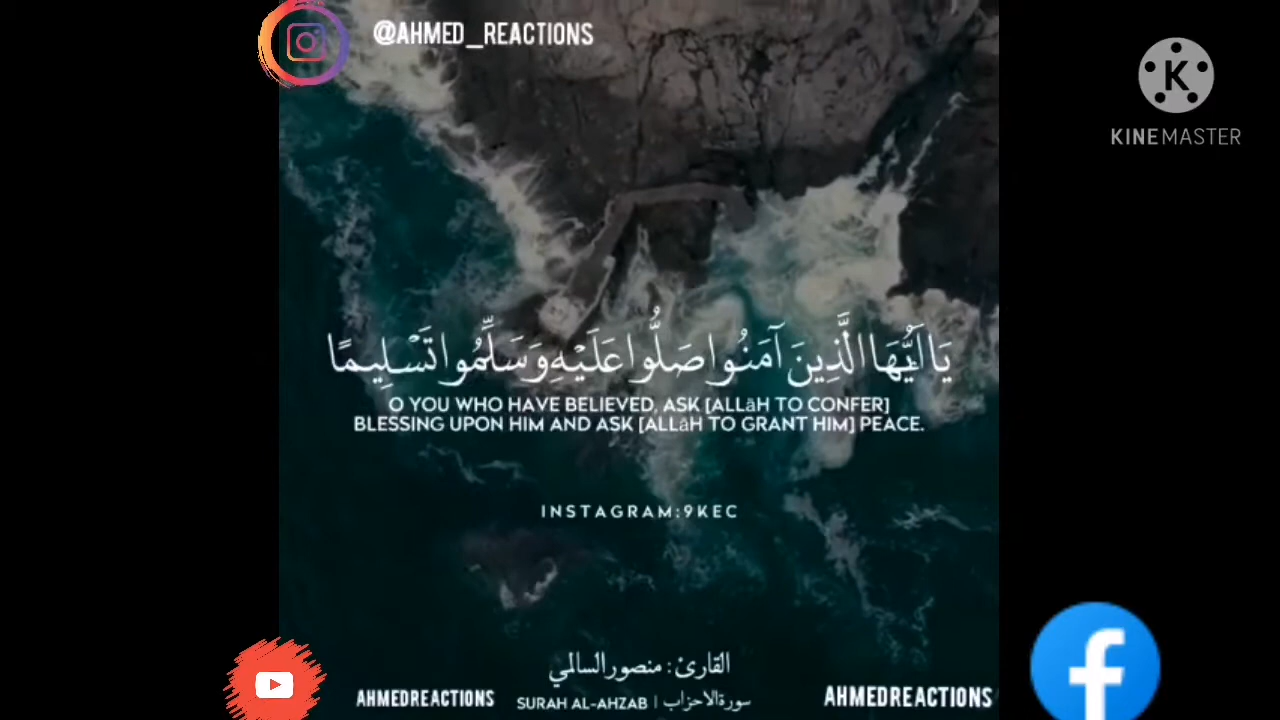 @AHMED_REACTIONS
KINEMASTER
يَا أَيُّهَا الَّذِينَ آمَنُوا صَلُّوا عَلَيْهِ وَسَلِّمُوا تَسْلِيمًا
O YOU WHO HAVE BELIEVED, ASK [ALLāH TO CONFER]
BLESSING UPON HIM AND ASK [ALLāH TO GRANT HIM] PEACE.
INSTAGRAM:9KEC
القارئ: منصور السالمي
AHMEDREACTIONS
SURAH AL-AHZAB | سورة الاحزاب
AHMEDREACTIONS